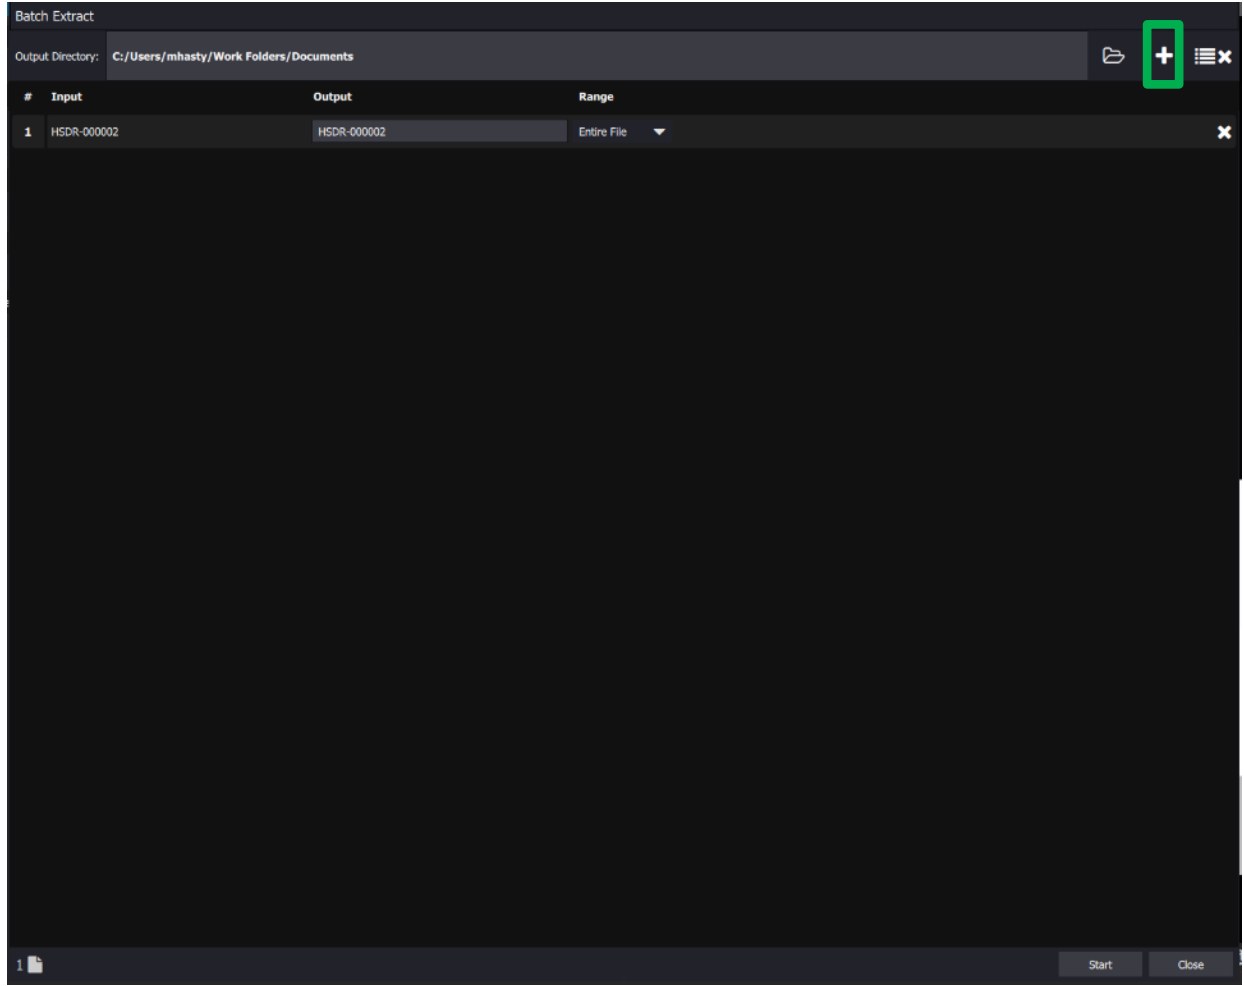 Batch Extract
Output Directory: C:/Users/mhasty/Work Folders/Documents
# Input Output Range
1 HSDR-000002 HSDR-000002 Entire File
1 Start Close